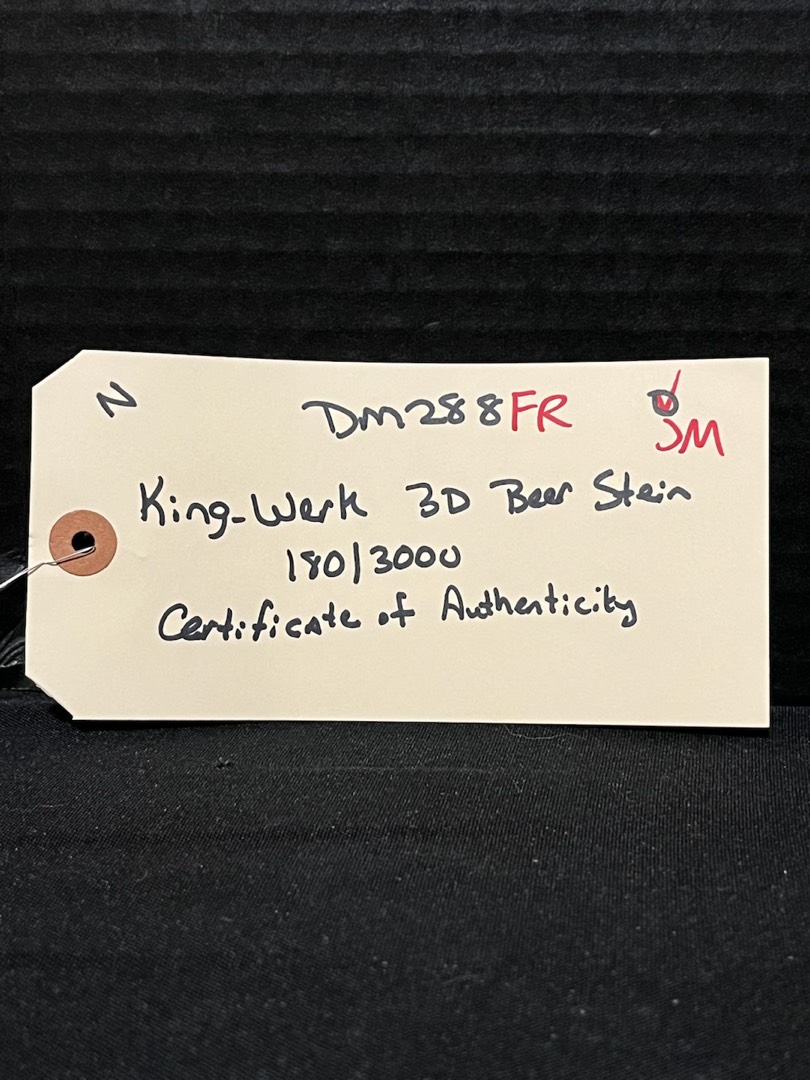 N DM288FR
JM
King-Werk 3D Beer Stein
180/3000
Certificate of Authenticity